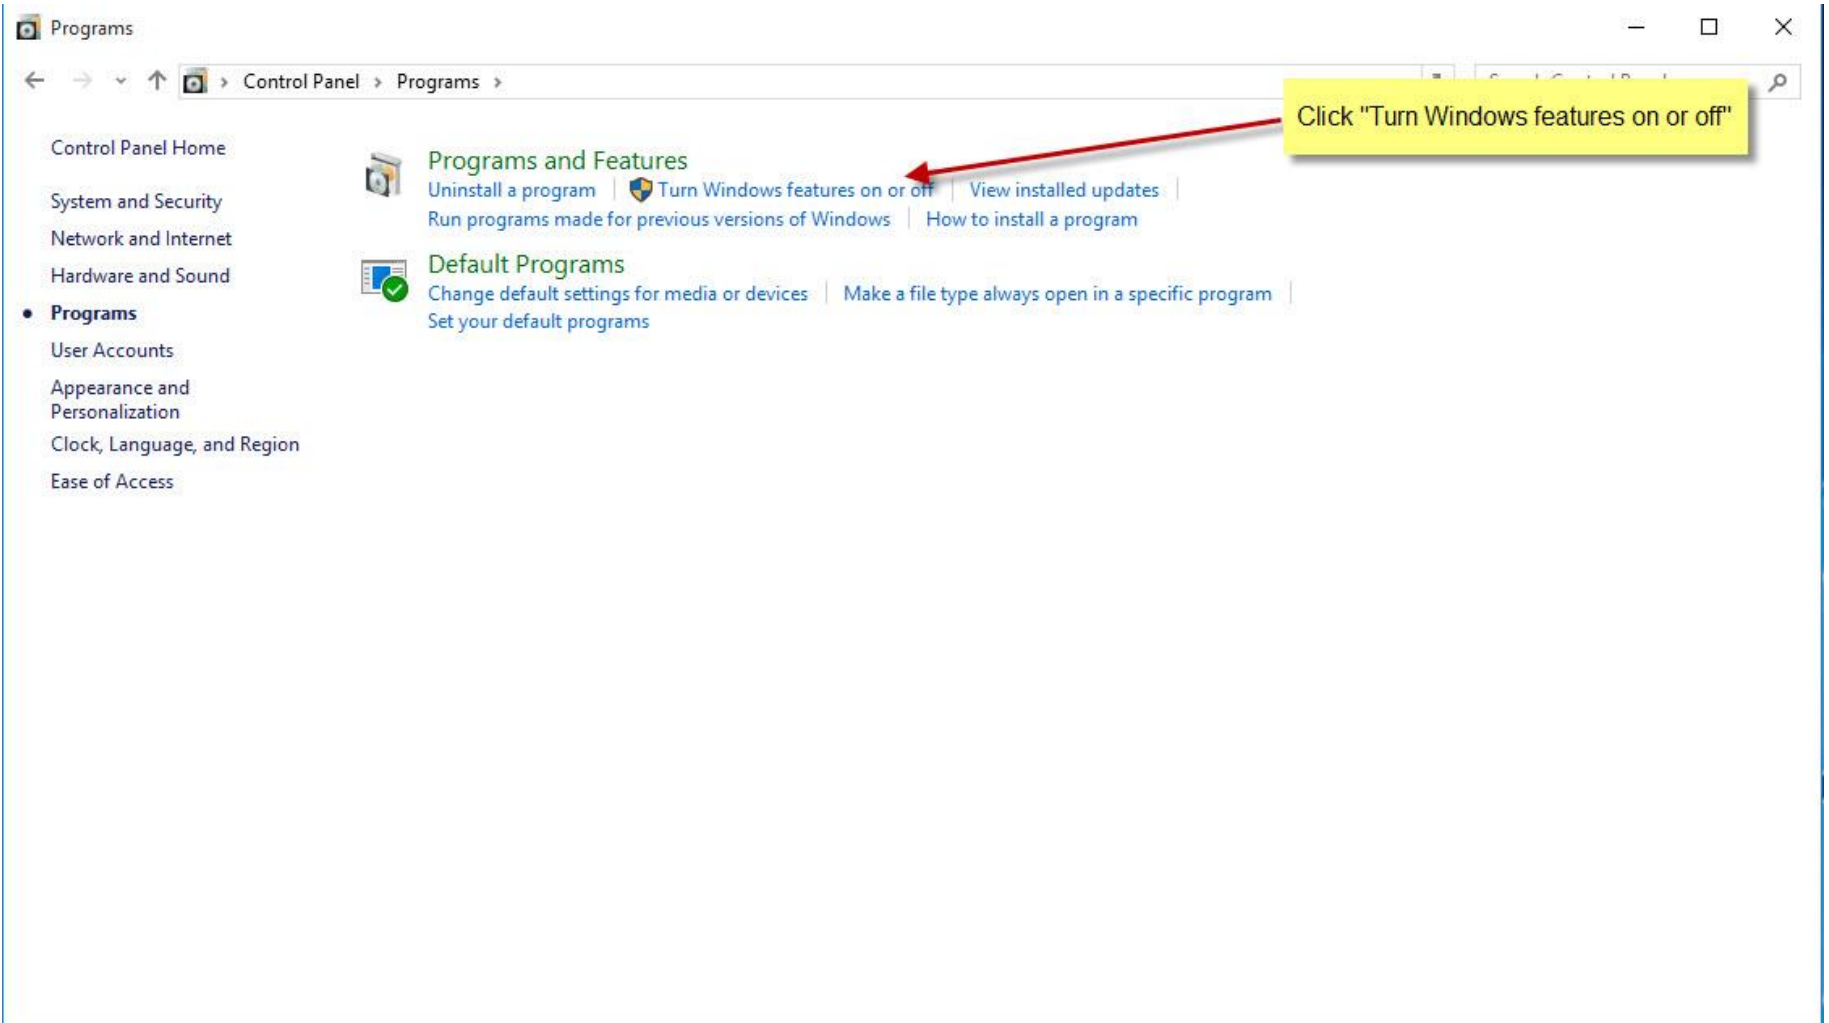 Programs
Control Panel > Programs >
Click "Turn Windows features on or off"
Control Panel Home
System and Security
Network and Internet
Hardware and Sound
Programs
User Accounts
Appearance and
Personalization
Clock, Language, and Region
Ease of Access
Programs and Features
Uninstall a program
Turn Windows features on or off
View installed updates
Run programs made for previous versions of Windows
How to install a program
Default Programs
Change default settings for media or devices
Make a file type always open in a specific program
Set your default programs